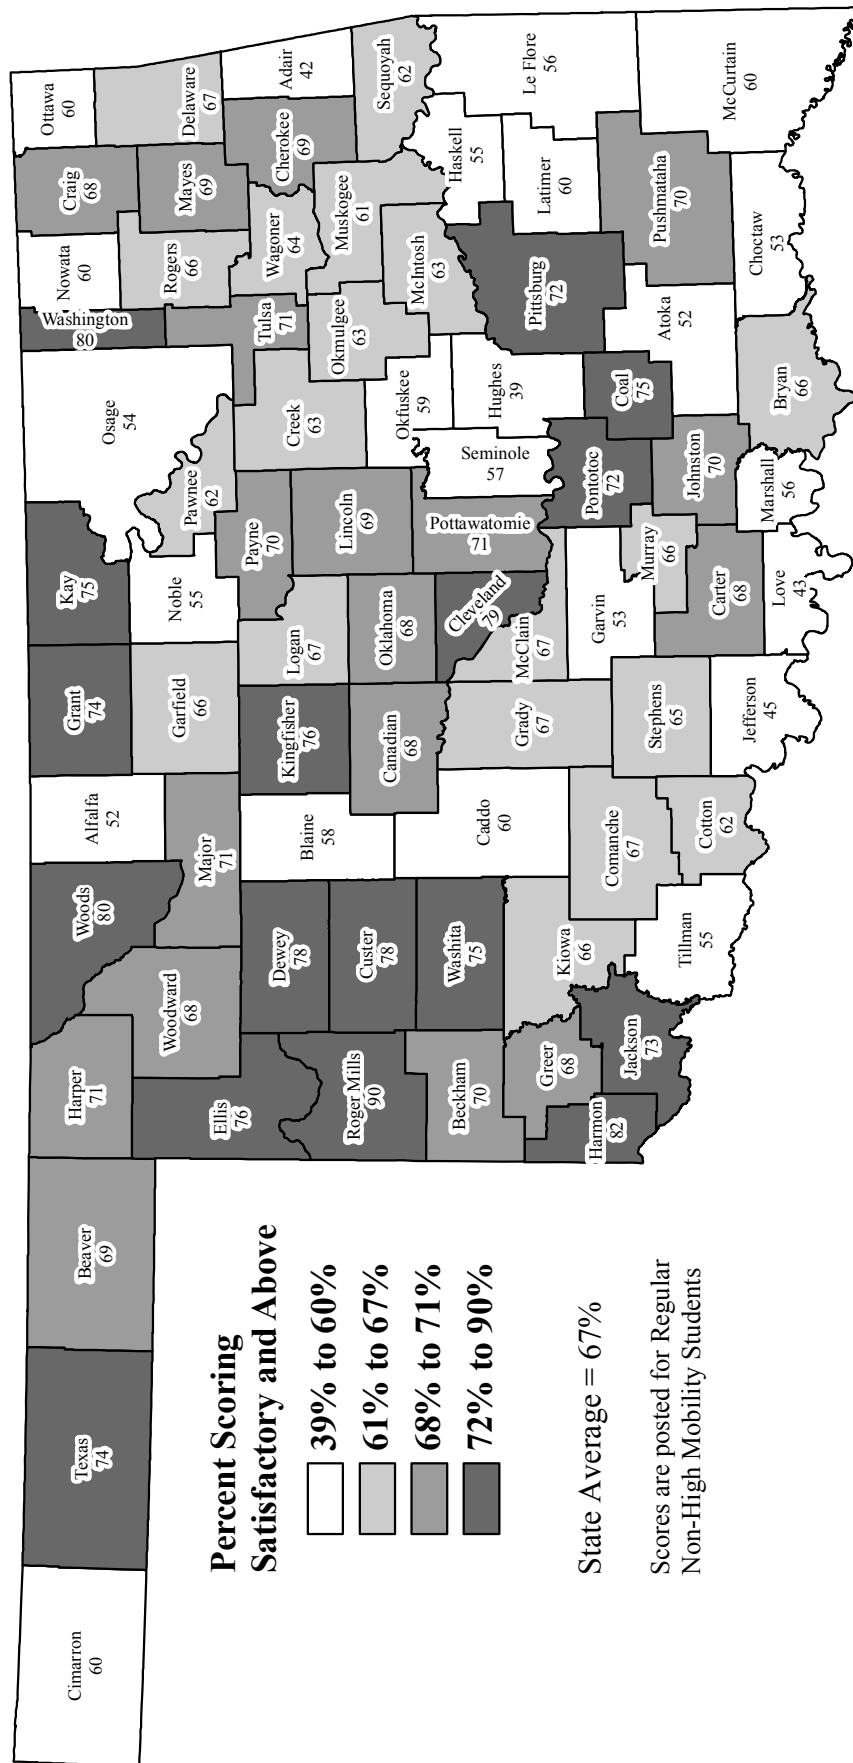 Cimarron
60
Texas
74
Beaver
69
Harper
71
Woods
80
Alfalfa
52
Grant
74
Kay
75
Osage
54
Washington
80
Nowata
60
Craig
68
Ottawa
60
Ellis
76
Woodward
68
Major
71
Garfield
66
Noble
55
Pawnee
62
Rogers
66
Mayes
69
Delaware
67
Roger Mills
90
Dewey
78
Blaine
58
Kingfisher
76
Logan
67
Payne
70
Creek
63
Tulsa
71
Wagoner
64
Cherokee
69
Adair
42
Custer
78
Canadian
68
Oklahoma
68
Lincoln
69
Okfuskee
59
Okmulgee
63
Muskogee
61
Sequoyah
62
Beckham
70
Washita
75
Caddo
60
Grady
67
McClain
67
Cleveland
79
Pottawatomie
71
Seminole
57
Hughes
39
McIntosh
63
Haskell
55
Le Flore
56
Harmon
82
Greer
68
Kiowa
66
Comanche
67
Stephens
65
Garvin
53
Murray
66
Pontotoc
72
Coal
75
Pittsburg
72
Latimer
60
Jackson
73
Tillman
55
Cotton
62
Jefferson
45
Carter
68
Love
43
Johnston
70
Marshall
56
Atoka
52
Bryan
66
Pushmataha
70
Choctaw
53
McCurtain
60
Percent Scoring
Satisfactory and Above
39% to 60%
61% to 67%
68% to 71%
72% to 90%
State Average = 67%
Scores are posted for Regular
Non-High Mobility Students